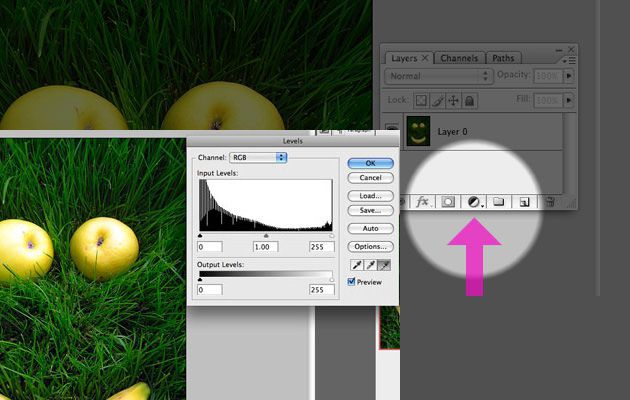 Layers × Channels Paths
Normal Opacity: 100%
Lock: Fill: 100%
Layer 0
fx
Levels
Channel: RGB
Input Levels:
0 1.00 255
Output Levels:
0 255
OK
Cancel
Load...
Save...
Auto
Options...
Preview